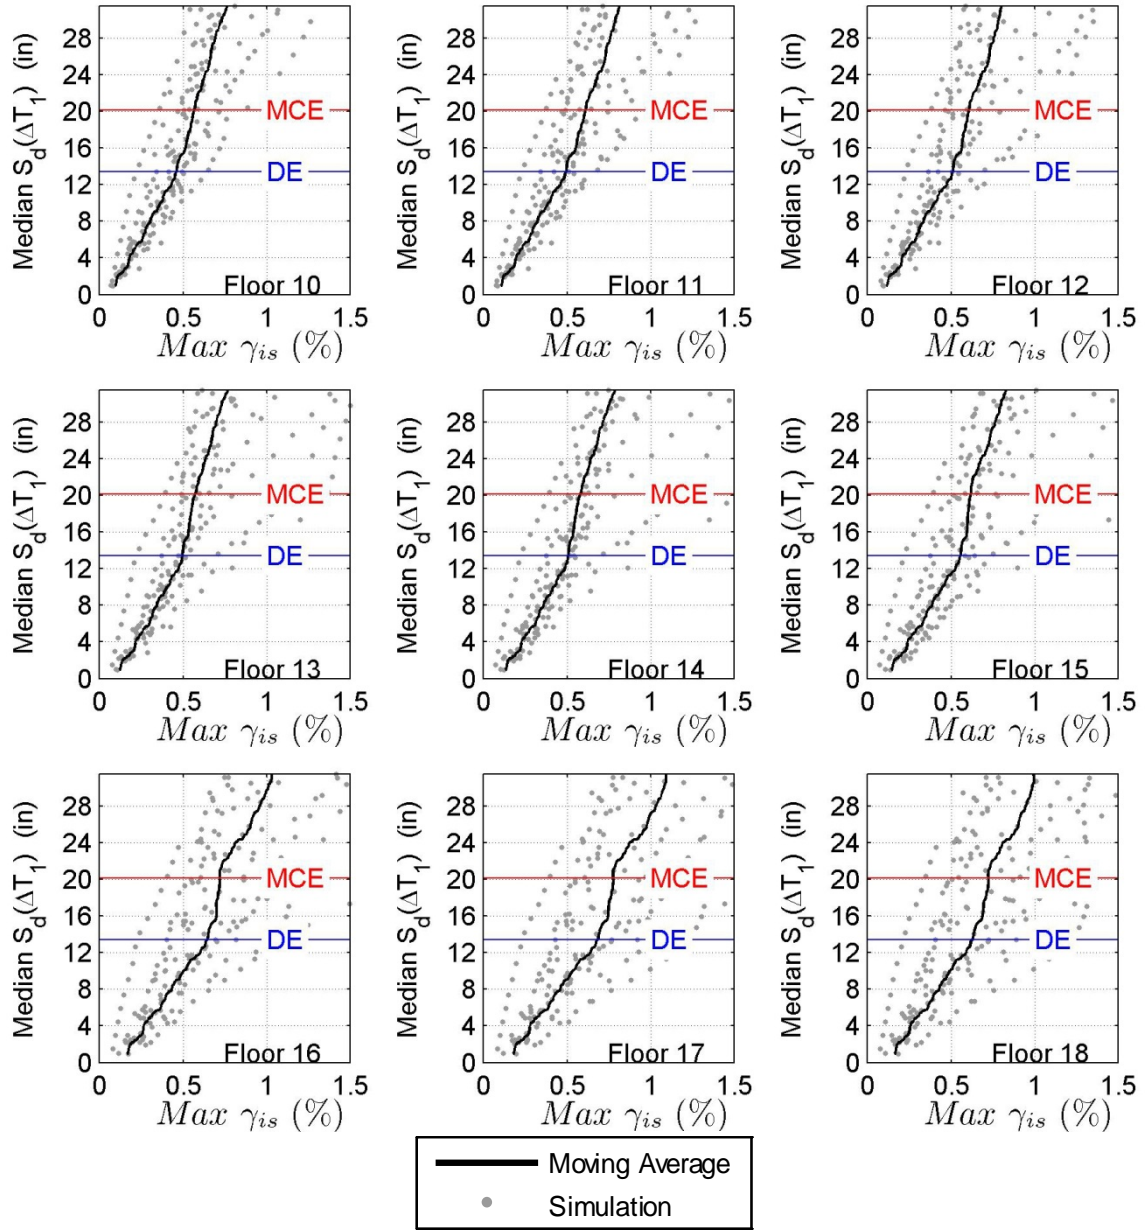 Median S_d(ΔT_1) (in)
28
24
20
16
12
8
4
0
MCE
DE
Floor 10
0 0.5 1 1.5
Max γ_is (%)
Median S_d(ΔT_1) (in)
28
24
20
16
12
8
4
0
MCE
DE
Floor 11
0 0.5 1 1.5
Max γ_is (%)
Median S_d(ΔT_1) (in)
28
24
20
16
12
8
4
0
MCE
DE
Floor 12
0 0.5 1 1.5
Max γ_is (%)
Median S_d(ΔT_1) (in)
28
24
20
16
12
8
4
0
MCE
DE
Floor 13
0 0.5 1 1.5
Max γ_is (%)
Median S_d(ΔT_1) (in)
28
24
20
16
12
8
4
0
MCE
DE
Floor 14
0 0.5 1 1.5
Max γ_is (%)
Median S_d(ΔT_1) (in)
28
24
20
16
12
8
4
0
MCE
DE
Floor 15
0 0.5 1 1.5
Max γ_is (%)
Median S_d(ΔT_1) (in)
28
24
20
16
12
8
4
0
MCE
DE
Floor 16
0 0.5 1 1.5
Max γ_is (%)
Median S_d(ΔT_1) (in)
28
24
20
16
12
8
4
0
MCE
DE
Floor 17
0 0.5 1 1.5
Max γ_is (%)
Median S_d(ΔT_1) (in)
28
24
20
16
12
8
4
0
MCE
DE
Floor 18
0 0.5 1 1.5
Max γ_is (%)
Moving Average
Simulation